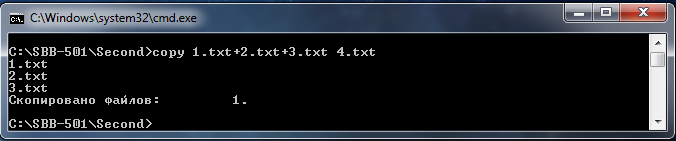 C:\Windows\system32\cmd.exe
C:\SBB-501\Second>copy 1.txt+2.txt+3.txt 4.txt
1.txt
2.txt
3.txt
Скопировано файлов:         1.
C:\SBB-501\Second>